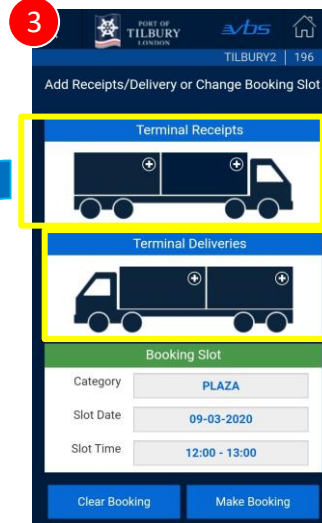 3
PORT OF
TILBURY
LONDON
vbs
TILBURY2 | 196
Add Receipts/Delivery or Change Booking Slot
Terminal Receipts
Terminal Deliveries
Booking Slot
Category PLAZA
Slot Date 09-03-2020
Slot Time 12:00 - 13:00
Clear Booking Make Booking